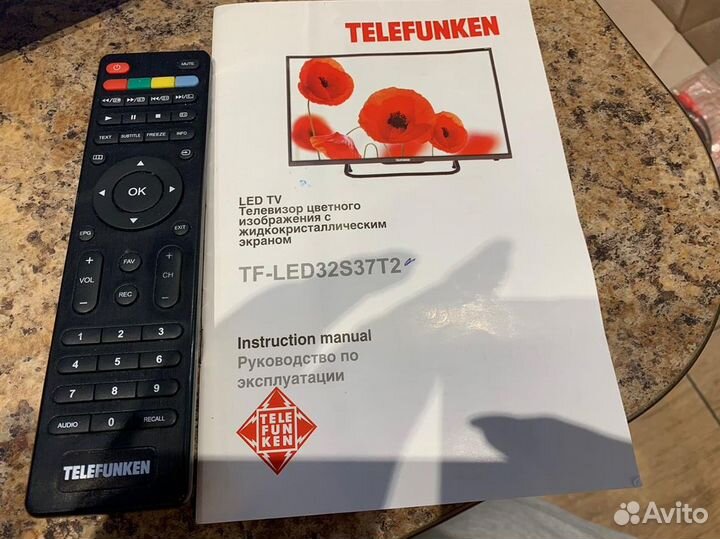 MUTE
TEXT SUBTITLE FREEZE INFO
OK
EPG EXIT
+ FAV +
VOL CH
- REC -
1 2 3
4 5 6
7 8 9
AUDIO 0 RECALL
TELEFUNKEN
TELEFUNKEN
TELEFUNKEN
LED TV
Телевизор цветного
изображения с
жидкокристаллическим
экраном
TF-LED32S37T2
Instruction manual
Руководство по
эксплуатации
TELE
FUN
KEN
Avito